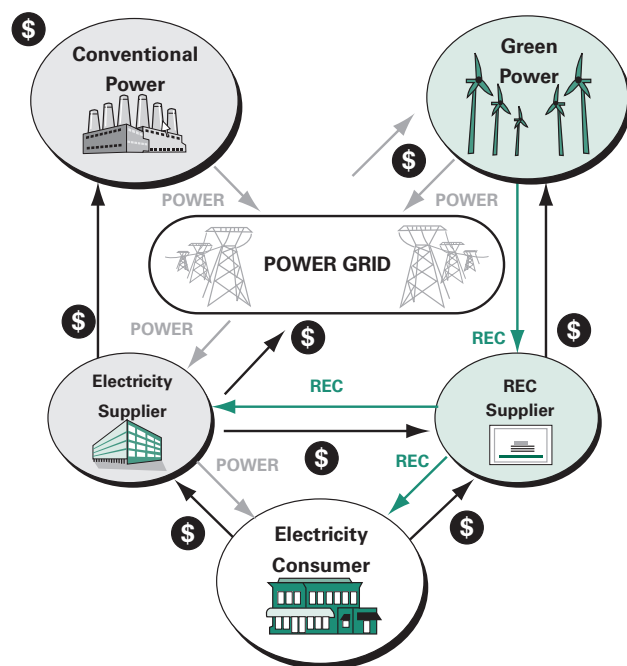 $
Conventional
Power
Green
Power
$
POWER
POWER
POWER GRID
$
POWER
$
$
REC
Electricity
Supplier
REC
REC
Supplier
$
POWER
REC
$
$
Electricity
Consumer